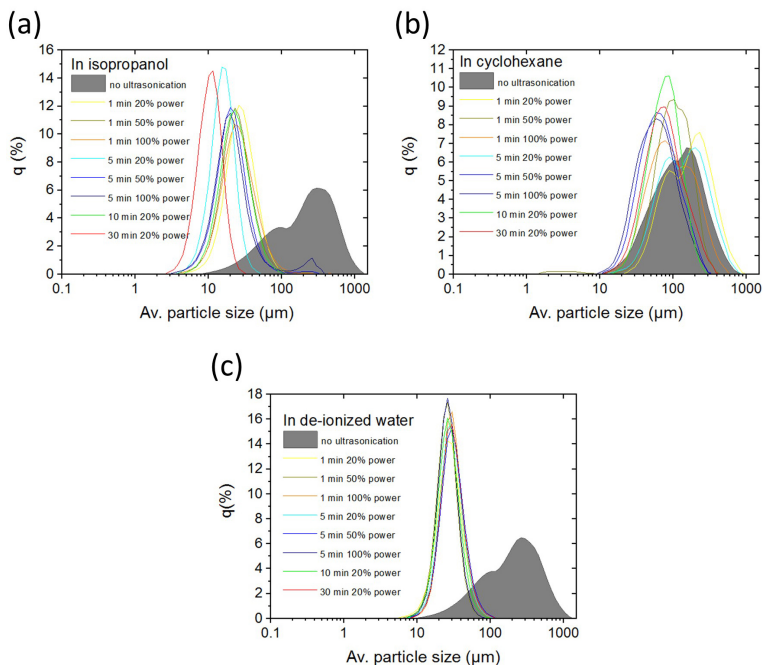 (a)
16
14
12
10
8
6
4
2
0
q (%)
In isopropanol
no ultrasonication
1 min 20% power
1 min 50% power
1 min 100% power
5 min 20% power
5 min 50% power
5 min 100% power
10 min 20% power
30 min 20% power
0.1 1 10 100 1000
Av. particle size (µm)
(b)
12
11
10
9
8
7
6
5
4
3
2
1
0
q (%)
In cyclohexane
no ultrasonication
1 min 20% power
1 min 50% power
1 min 100% power
5 min 20% power
5 min 50% power
5 min 100% power
10 min 20% power
30 min 20% power
0.1 1 10 100 1000
Av. particle size (µm)
(c)
18
16
14
12
10
8
6
4
2
0
q(%)
In de-ionized water
no ultrasonication
1 min 20% power
1 min 50% power
1 min 100% power
5 min 20% power
5 min 50% power
5 min 100% power
10 min 20% power
30 min 20% power
0.1 1 10 100 1000
Av. particle size (µm)